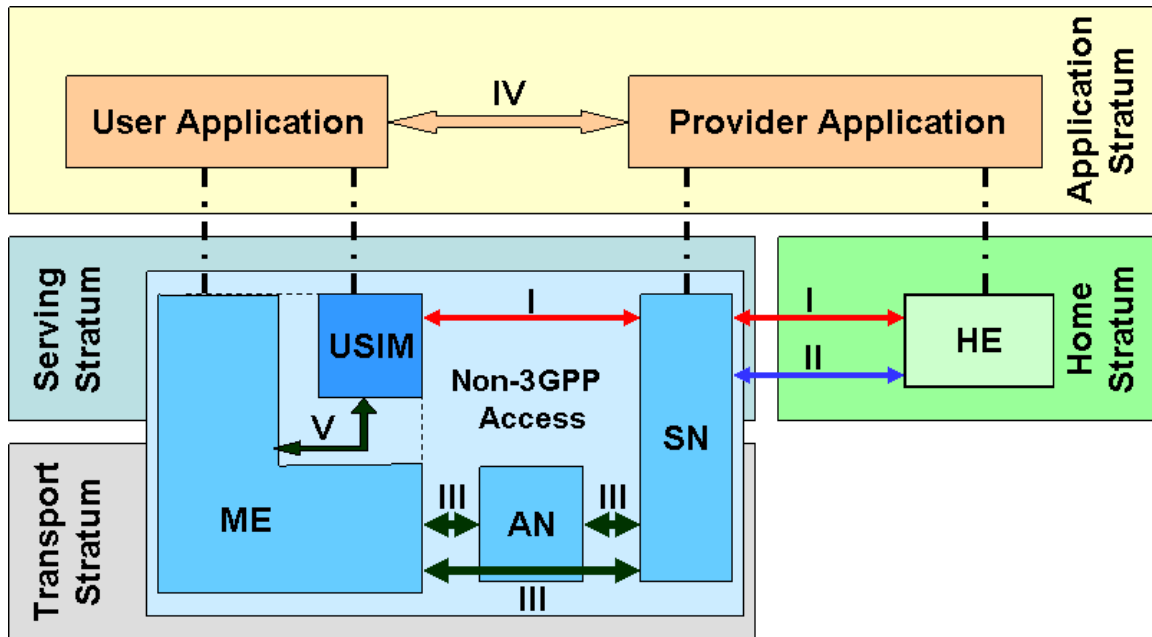 IV
User Application
Provider Application
Application
Stratum
Serving
Stratum
USIM
I
I
II
HE
Home
Stratum
Non-3GPP
Access
V
SN
Transport
Stratum
ME
III
AN
III
III